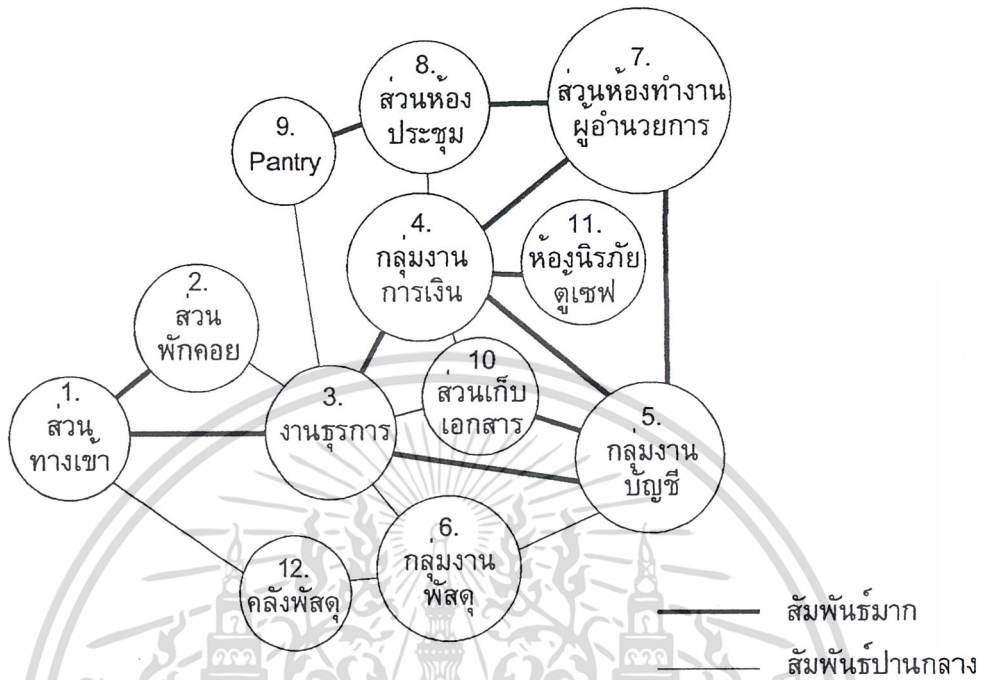 1.
ส่วน
ทางเข้า
2.
ส่วน
พักคอย
3.
งานธุรการ
4.
กลุ่มงาน
การเงิน
5.
กลุ่มงาน
บัญชี
6.
กลุ่มงาน
พัสดุ
7.
ส่วนห้องทำงาน
ผู้อำนวยการ
8.
ส่วนห้อง
ประชุม
9.
Pantry
10
ส่วนเก็บ
เอกสาร
11.
ห้องนิรภัย
ตู้เซฟ
12.
คลังพัสดุ
สัมพันธ์มาก
สัมพันธ์ปานกลาง